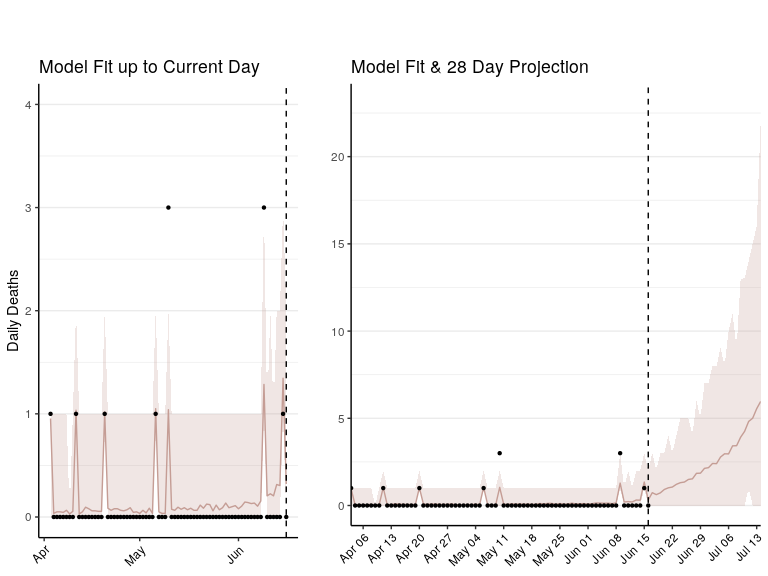 Model Fit up to Current Day
Model Fit & 28 Day Projection
Daily Deaths
4
3
2
1
0
Apr
May
Jun
20
15
10
5
0
Apr 06
Apr 13
Apr 20
Apr 27
May 04
May 11
May 18
May 25
Jun 01
Jun 08
Jun 15
Jun 22
Jun 29
Jul 06
Jul 13